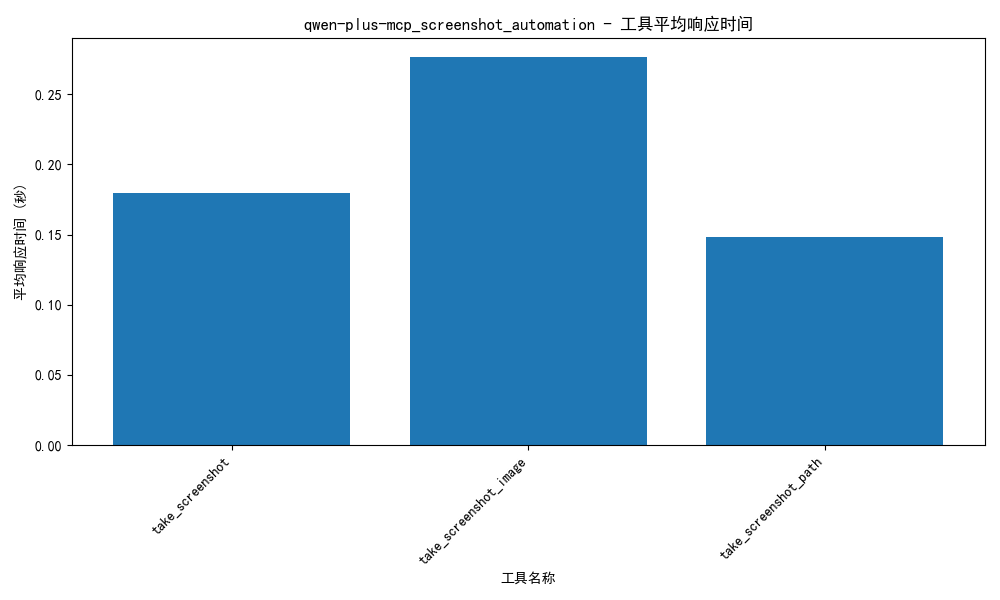 qwen-plus-mcp_screenshot_automation - 工具平均响应时间
平均响应时间 (秒)
0.25
0.20
0.15
0.10
0.05
0.00
take_screenshot
take_screenshot_image
take_screenshot_path
工具名称